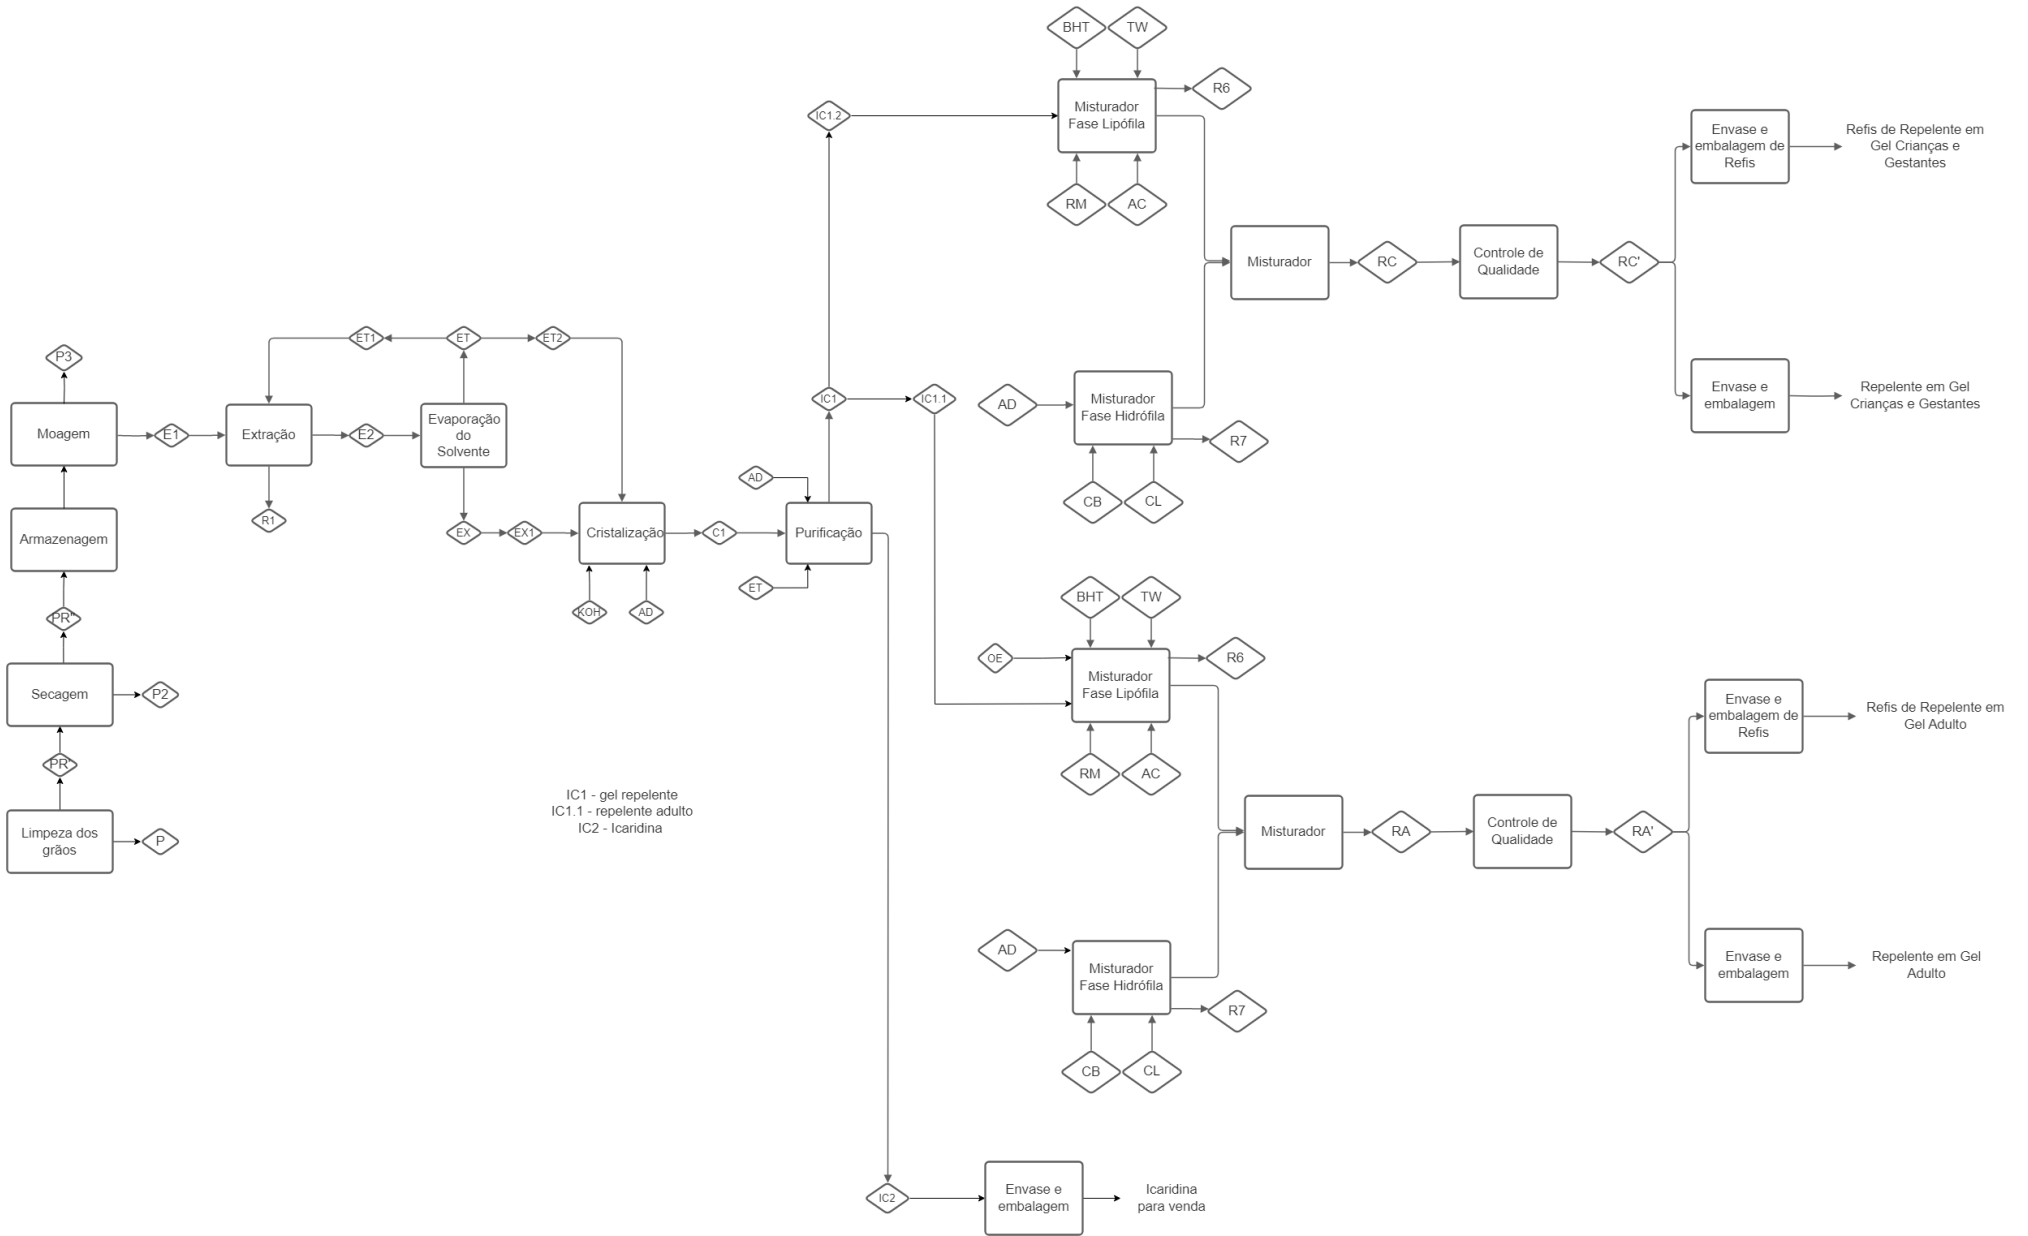 BHT
TW
Misturador
Fase Lipófila
R6
IC1.2
RM
AC
Misturador
RC
Controle de
Qualidade
RC'
Envase e
embalagem de
Refis
Refis de Repelente em
Gel Crianças e
Gestantes
Envase e
embalagem
Repelente em Gel
Crianças e Gestantes
IC1
IC1.1
AD
Misturador
Fase Hidrófila
R7
CB
CL
ET1
ET
ET2
P3
Moagem
E1
Extração
E2
Evaporação
do
Solvente
R1
EX
EX1
Cristalização
C1
AD
Purificação
ET
KOH
AD
Armazenagem
PR''
Secagem
P2
PR'
Limpeza dos
grãos
P
IC1 - gel repelente
IC1.1 - repelente adulto
IC2 - Icaridina
BHT
TW
OE
Misturador
Fase Lipófila
R6
RM
AC
Misturador
RA
Controle de
Qualidade
RA'
Envase e
embalagem de
Refis
Refis de Repelente em
Gel Adulto
Envase e
embalagem
Repelente em Gel
Adulto
AD
Misturador
Fase Hidrófila
R7
CB
CL
IC2
Envase e
embalagem
Icaridina
para venda